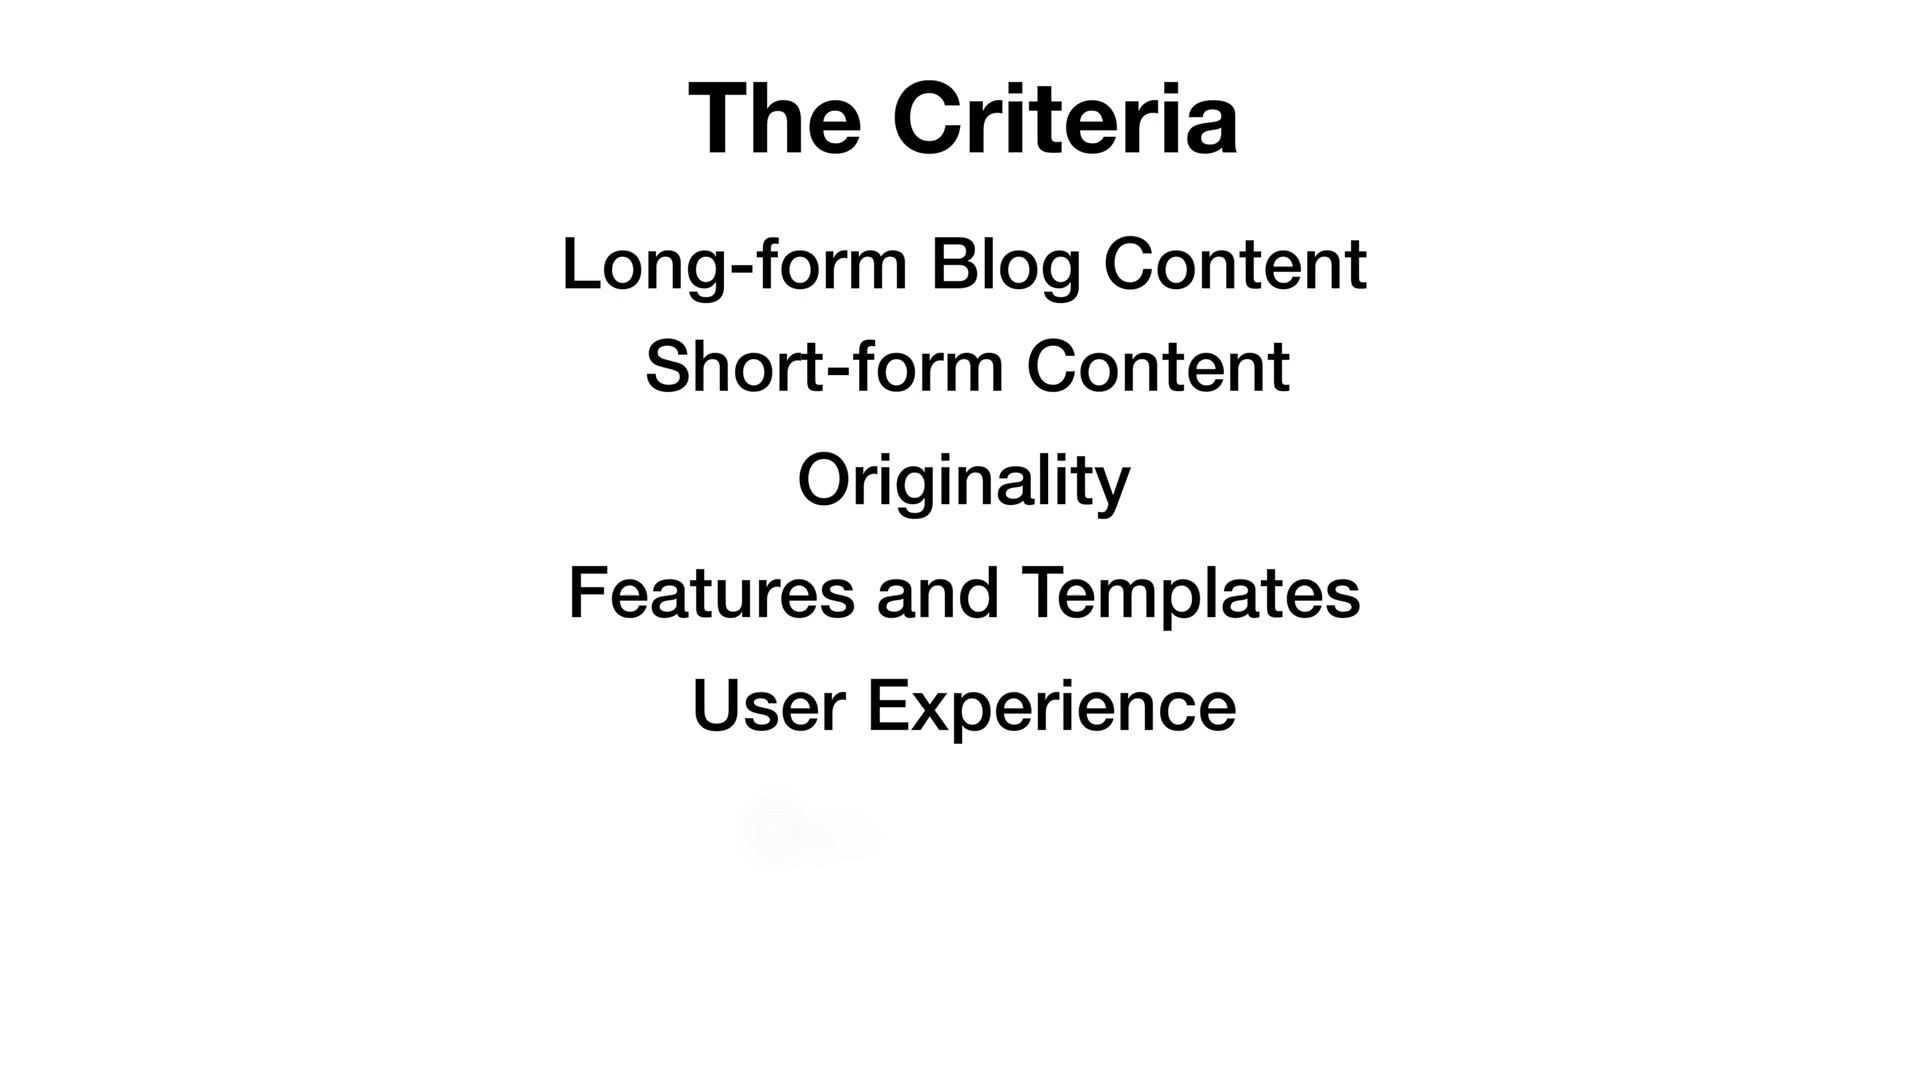 The Criteria
Long-form Blog Content
Short-form Content
Originality
Features and Templates
User Experience